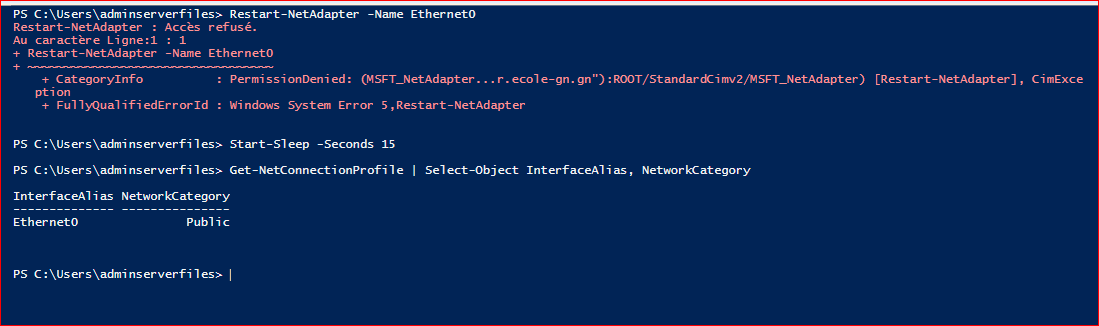 PS C:\Users\adminserverfiles> Restart-NetAdapter -Name Ethernet0
Restart-NetAdapter : Accès refusé.
Au caractère Ligne:1 : 1
+ Restart-NetAdapter -Name Ethernet0
+ ~~~~~~~~~~~~~~~~~~~~~~~~~~~~~~~~~~
+ CategoryInfo          : PermissionDenied: (MSFT_NetAdapter...r.ecole-gn.gn"):ROOT/StandardCimv2/MSFT_NetAdapter) [Restart-NetAdapter], CimExce
ption
+ FullyQualifiedErrorId : Windows System Error 5,Restart-NetAdapter
PS C:\Users\adminserverfiles> Start-Sleep -Seconds 15
PS C:\Users\adminserverfiles> Get-NetConnectionProfile | Select-Object InterfaceAlias, NetworkCategory
InterfaceAlias NetworkCategory
-------------- ---------------
Ethernet0               Public
PS C:\Users\adminserverfiles>